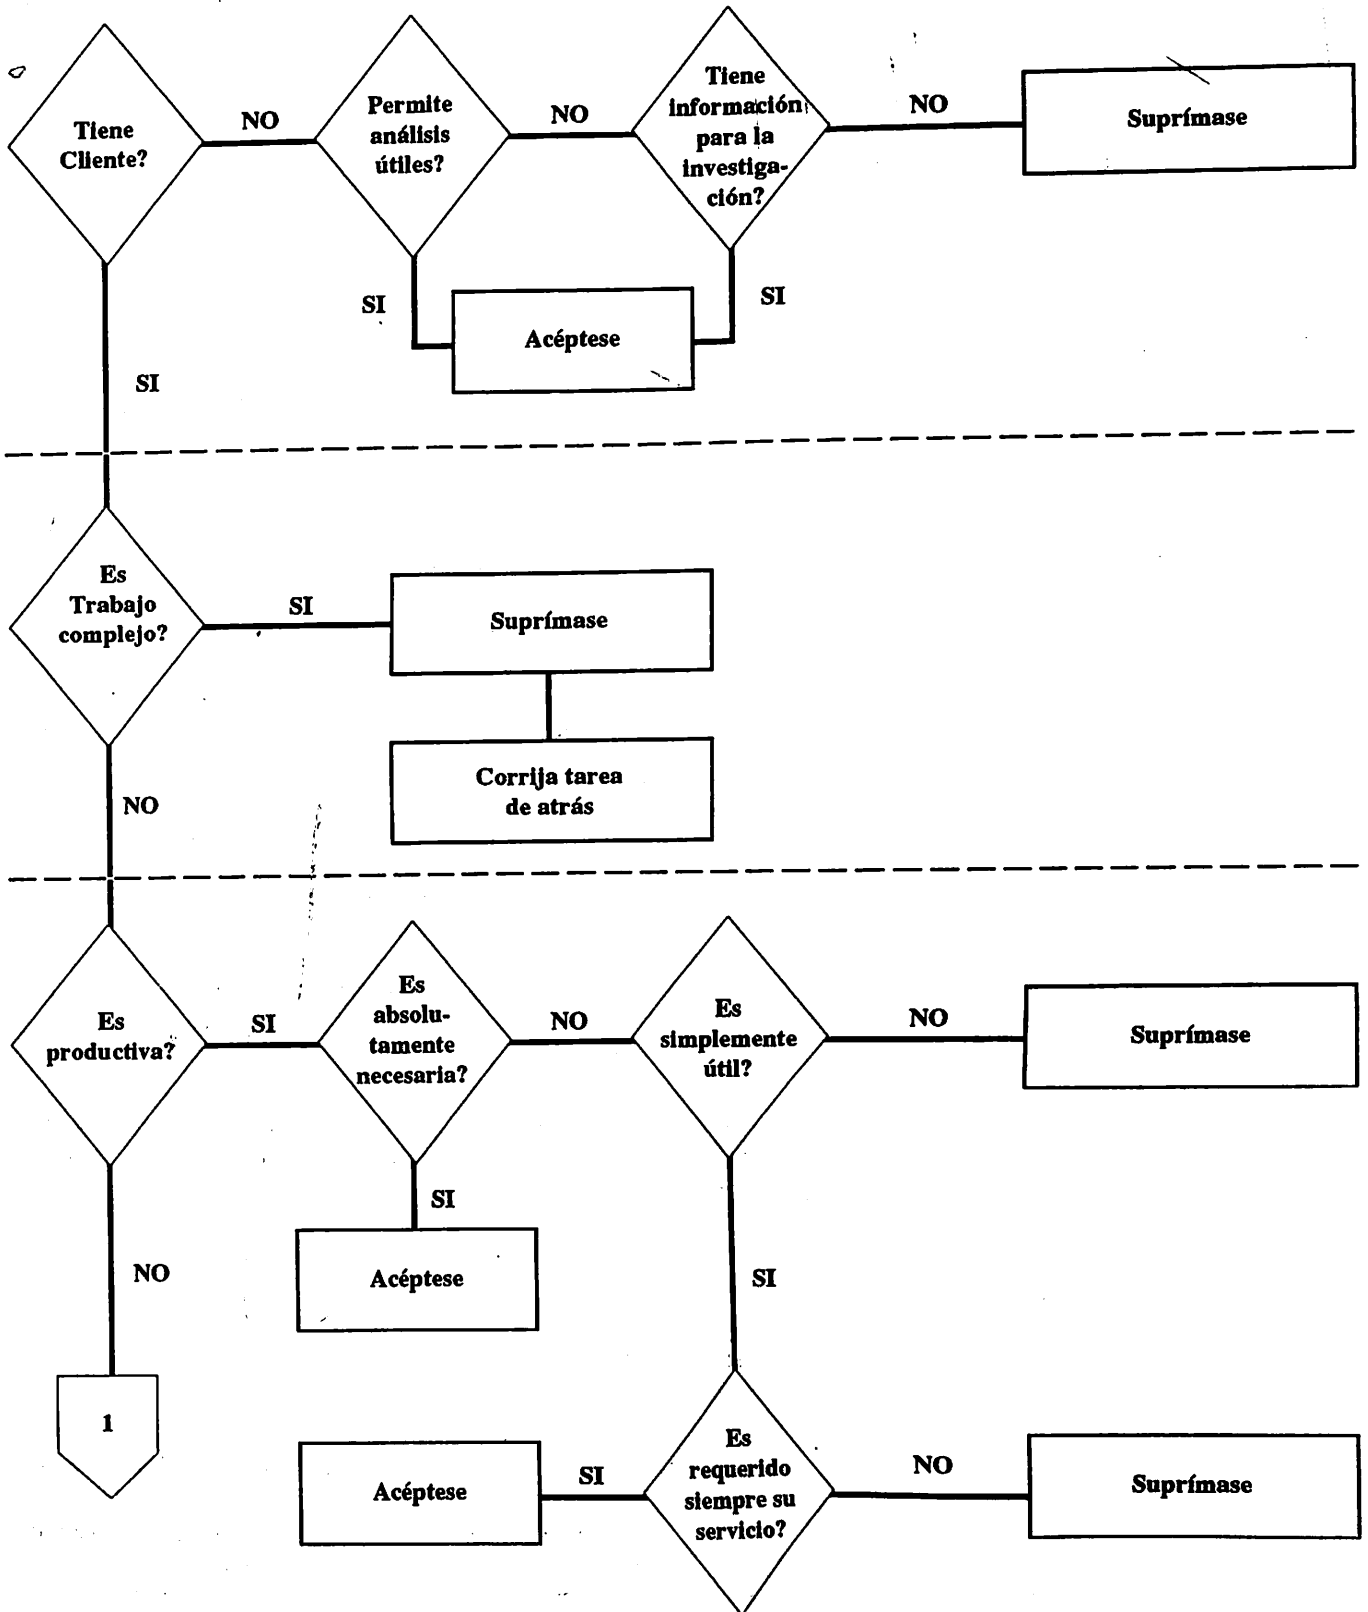 Tiene
Cliente?
NO
Permite
análisis
útiles?
NO
Tiene
información
para la
investiga-
ción?
NO
Suprímase
SI
Acéptese
SI
SI
Es
Trabajo
complejo?
SI
Suprímase
Corrija tarea
de atrás
NO
Es
productiva?
SI
Es
absolu-
tamente
necesaria?
NO
Es
simplemente
útil?
NO
Suprímase
SI
Acéptese
NO
SI
1
Acéptese
SI
Es
requerido
siempre su
servicio?
NO
Suprímase